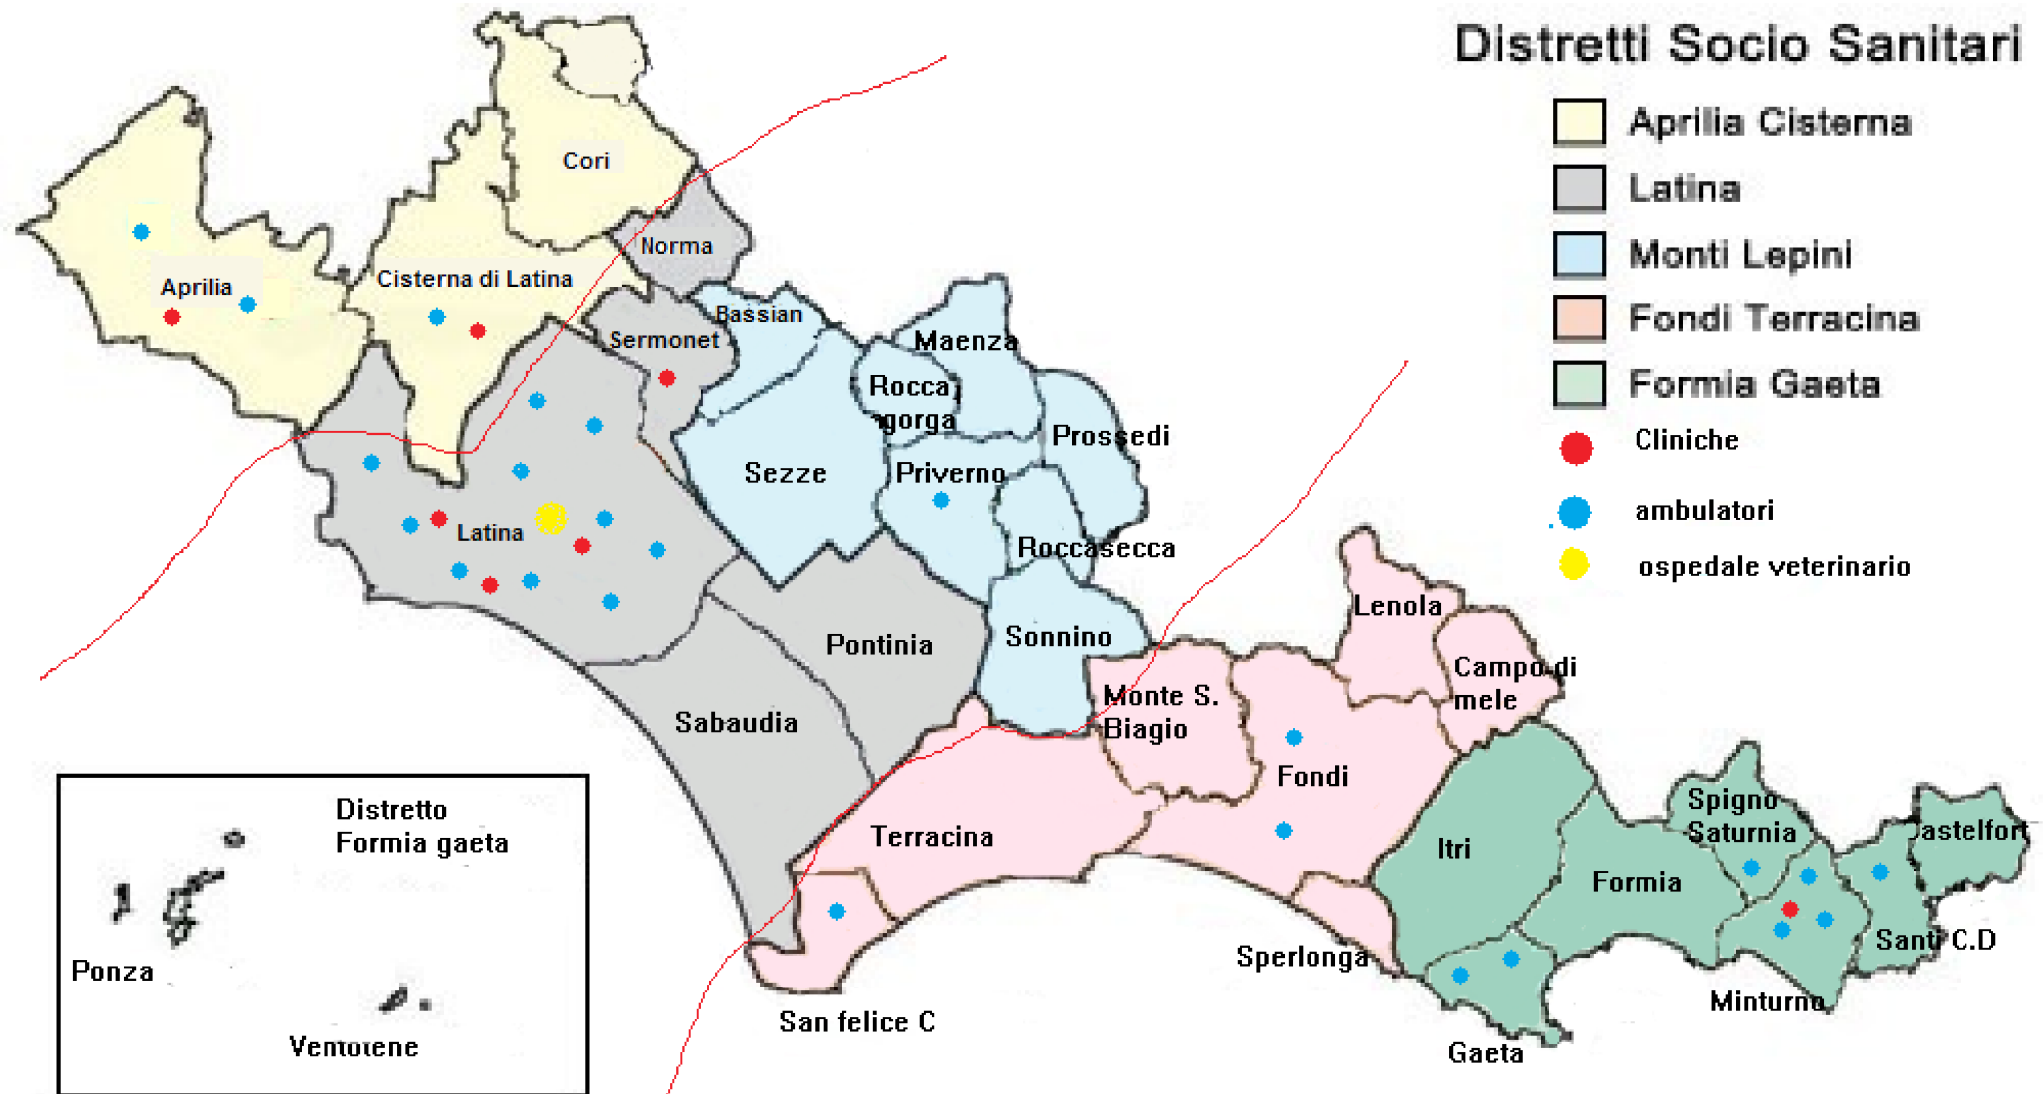 Distretti Socio Sanitari
Aprilia Cisterna
Latina
Monti Lepini
Fondi Terracina
Formia Gaeta
Cliniche
ambulatori
ospedale veterinario
Cori
Norma
Cisterna di Latina
Aprilia
Bassian
Sermonet
Maenza
Rocca
gorga
Prossedi
Sezze
Priverno
Latina
Roccasecca
Lenola
Sonnino
Pontinia
Campo di
mele
Monte S.
Biagio
Sabaudia
Fondi
Spigno
Saturnia
astelfort
Terracina
Itri
Formia
Santi C.D
Sperlonga
Minturno
San felice C
Gaeta
Distretto
Formia gaeta
Ponza
Ventotene